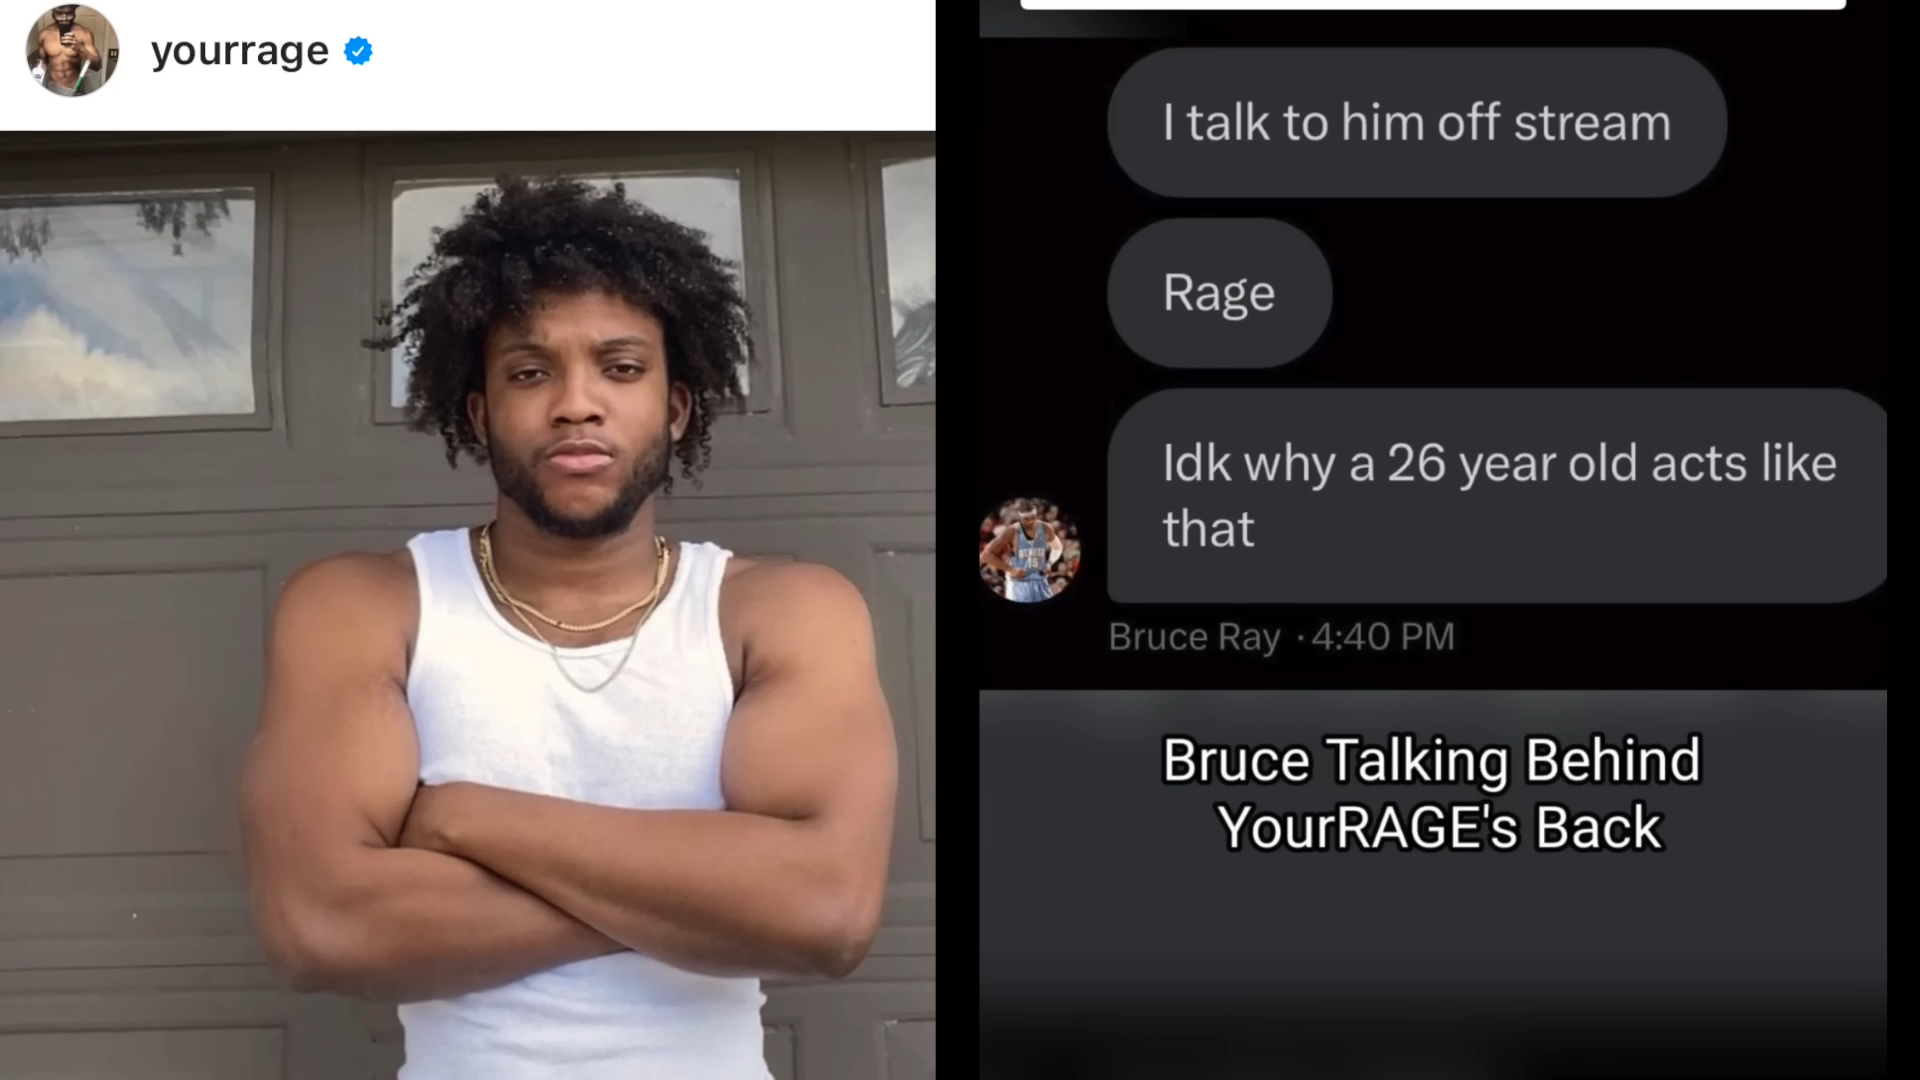 yourrage
I talk to him off stream
Rage
Idk why a 26 year old acts like
that
Bruce Ray · 4:40 PM
Bruce Talking Behind
YourRAGE's Back